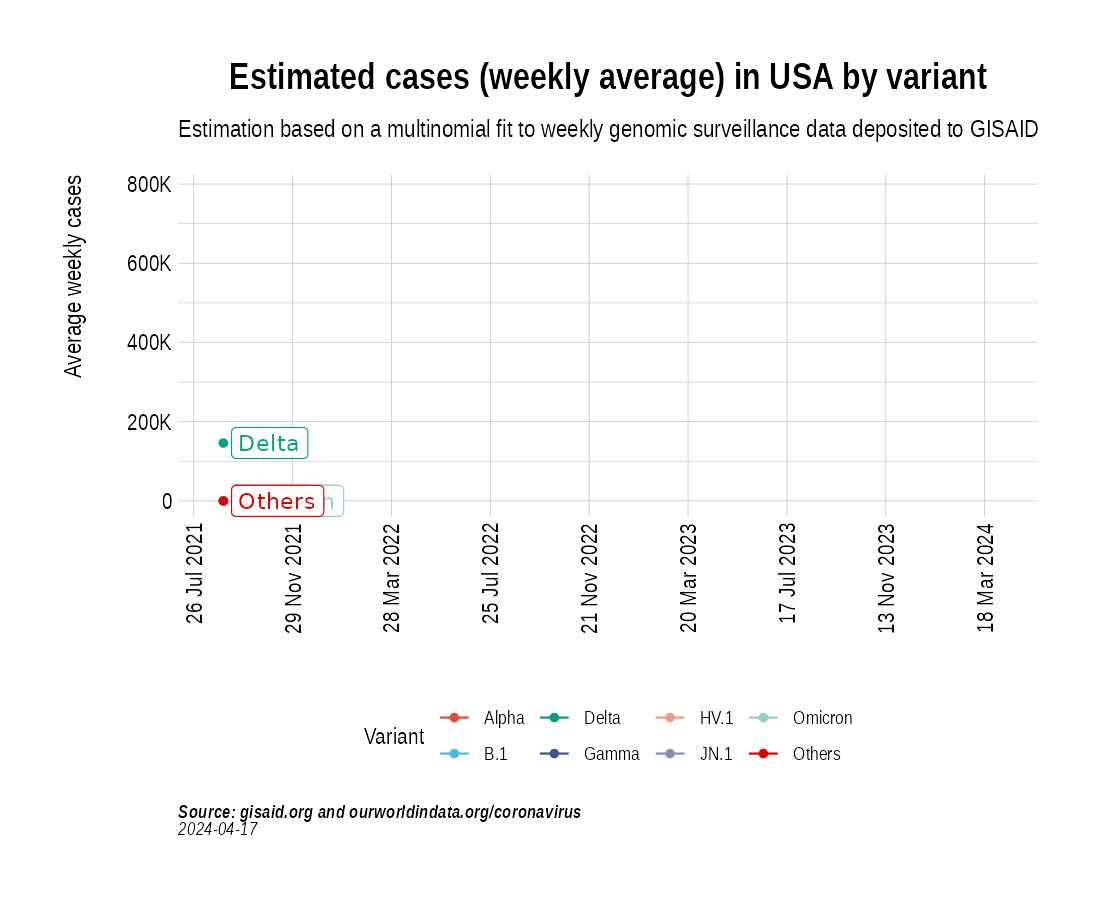 Estimated cases (weekly average) in USA by variant
Estimation based on a multinomial fit to weekly genomic surveillance data deposited to GISAID
Average weekly cases
800K
600K
400K
200K
0
Delta
Others
n
26 Jul 2021
29 Nov 2021
28 Mar 2022
25 Jul 2022
21 Nov 2022
20 Mar 2023
17 Jul 2023
13 Nov 2023
18 Mar 2024
Variant
Alpha
Delta
HV.1
Omicron
B.1
Gamma
JN.1
Others
Source: gisaid.org and ourworldindata.org/coronavirus
2024-04-17